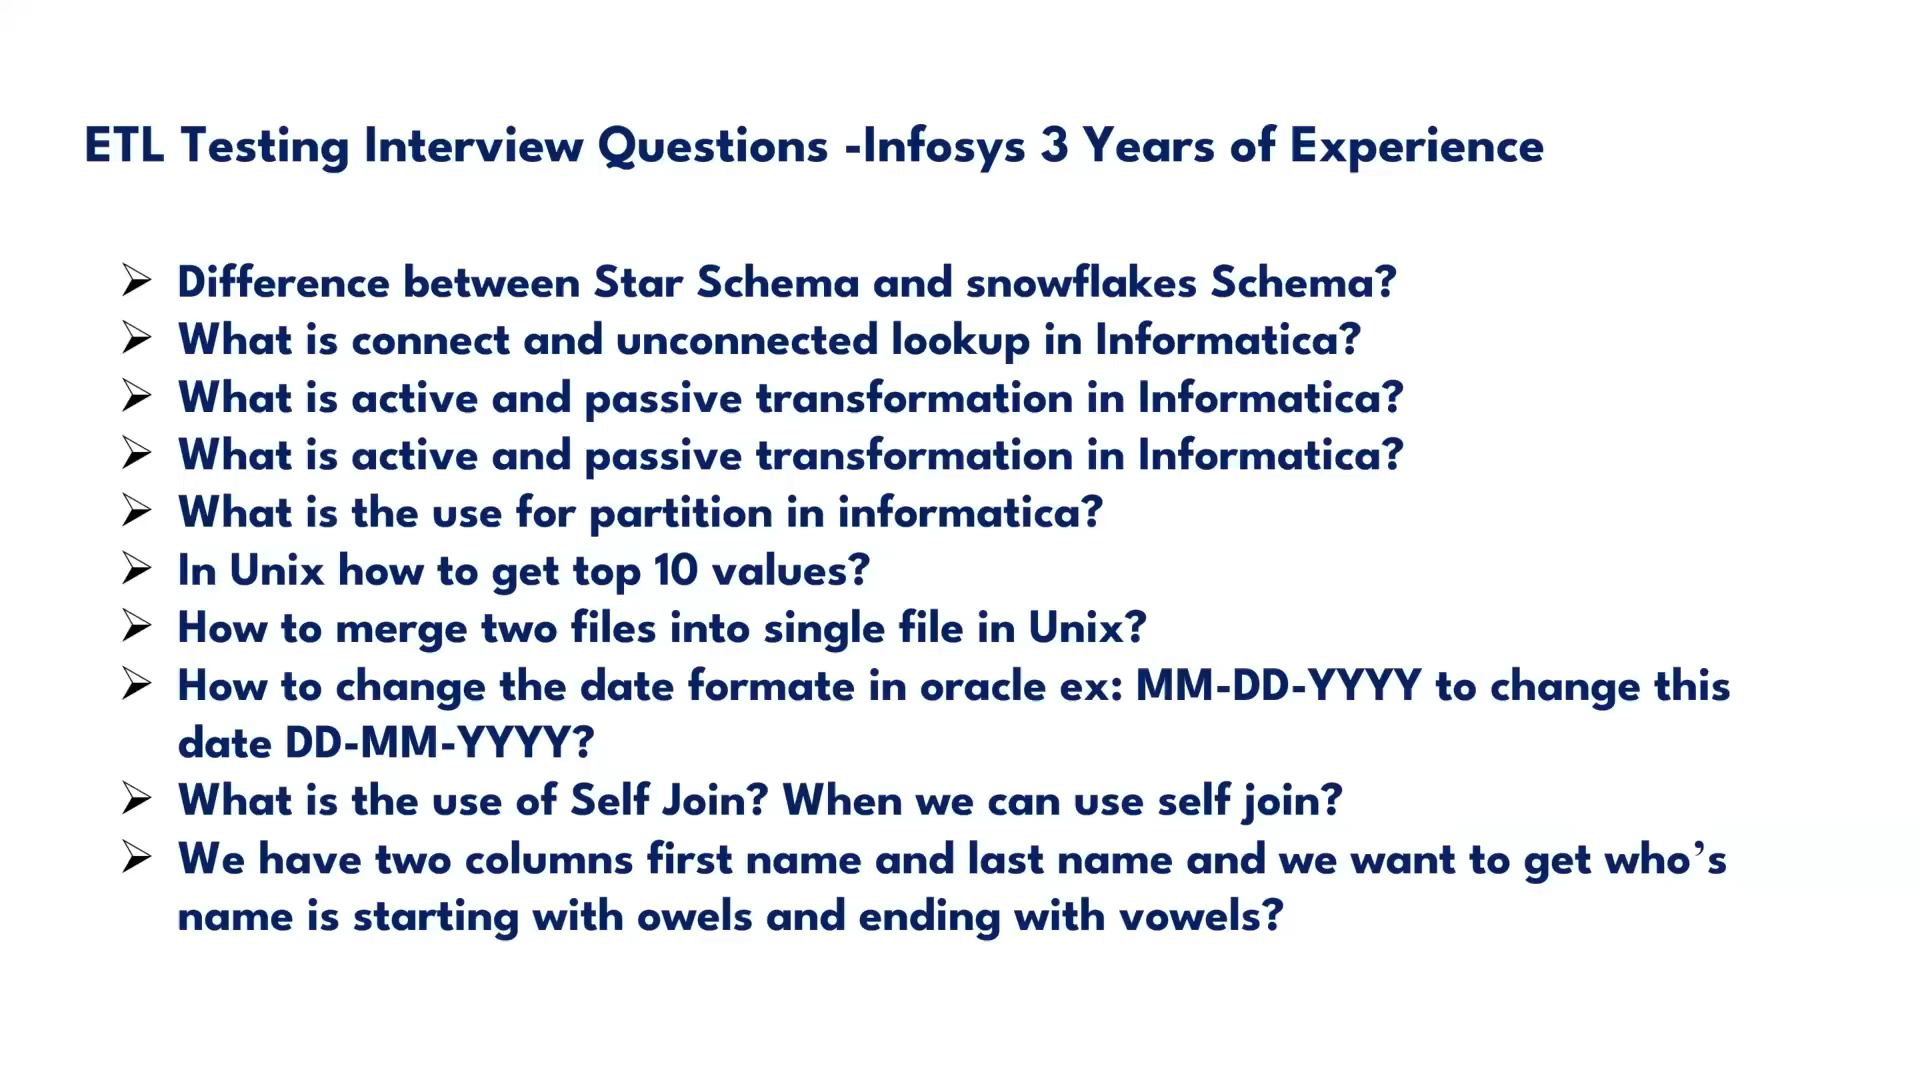 ETL Testing Interview Questions -Infosys 3 Years of Experience
➢ Difference between Star Schema and snowflakes Schema?
➢ What is connect and unconnected lookup in Informatica?
➢ What is active and passive transformation in Informatica?
➢ What is active and passive transformation in Informatica?
➢ What is the use for partition in informatica?
➢ In Unix how to get top 10 values?
➢ How to merge two files into single file in Unix?
➢ How to change the date formate in oracle ex: MM-DD-YYYY to change this
date DD-MM-YYYY?
➢ What is the use of Self Join? When we can use self join?
➢ We have two columns first name and last name and we want to get who’s
name is starting with owels and ending with vowels?